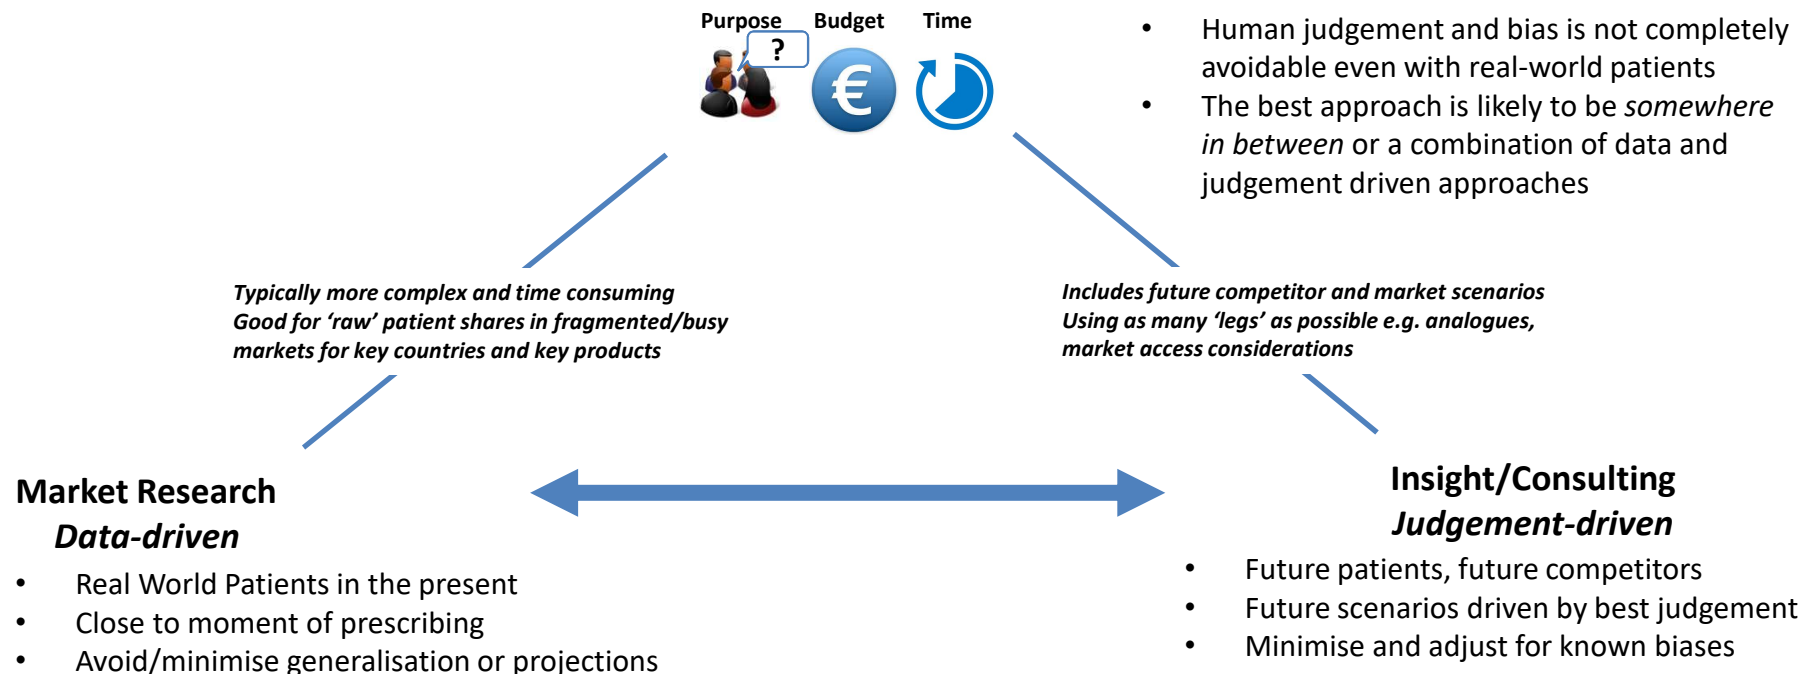 Purpose Budget Time
?
€
• Human judgement and bias is not completely
avoidable even with real-world patients
• The best approach is likely to be somewhere
in between or a combination of data and
judgement driven approaches
Typically more complex and time consuming
Good for ‘raw’ patient shares in fragmented/busy
markets for key countries and key products
Includes future competitor and market scenarios
Using as many ‘legs’ as possible e.g. analogues,
market access considerations
Market Research
Data-driven
• Real World Patients in the present
• Close to moment of prescribing
• Avoid/minimise generalisation or projections
Insight/Consulting
Judgement-driven
• Future patients, future competitors
• Future scenarios driven by best judgement
• Minimise and adjust for known biases